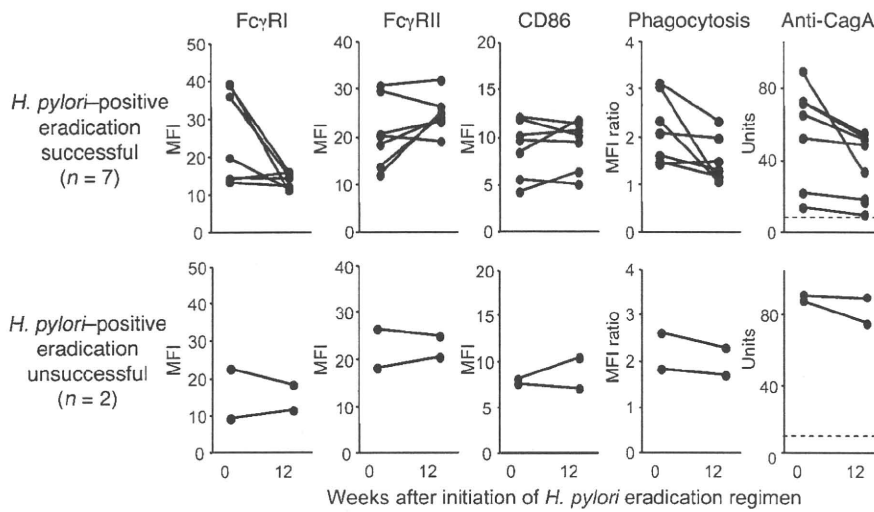 FcγRI FcγRII CD86 Phagocytosis Anti-CagA
H. pylori–positive
eradication
successful
(n = 7)
MFI
50
40
30
20
10
0
MFI
40
30
20
10
0
MFI
20
15
10
5
0
MFI ratio
4
3
2
1
0
Units
80
40
0
H. pylori–positive
eradication
unsuccessful
(n = 2)
MFI
50
40
30
20
10
0
MFI
40
30
20
10
0
MFI
20
15
10
5
0
MFI ratio
4
3
2
1
0
Units
80
40
0
0 12 0 12 0 12 0 12 0 12
Weeks after initiation of H. pylori eradication regimen